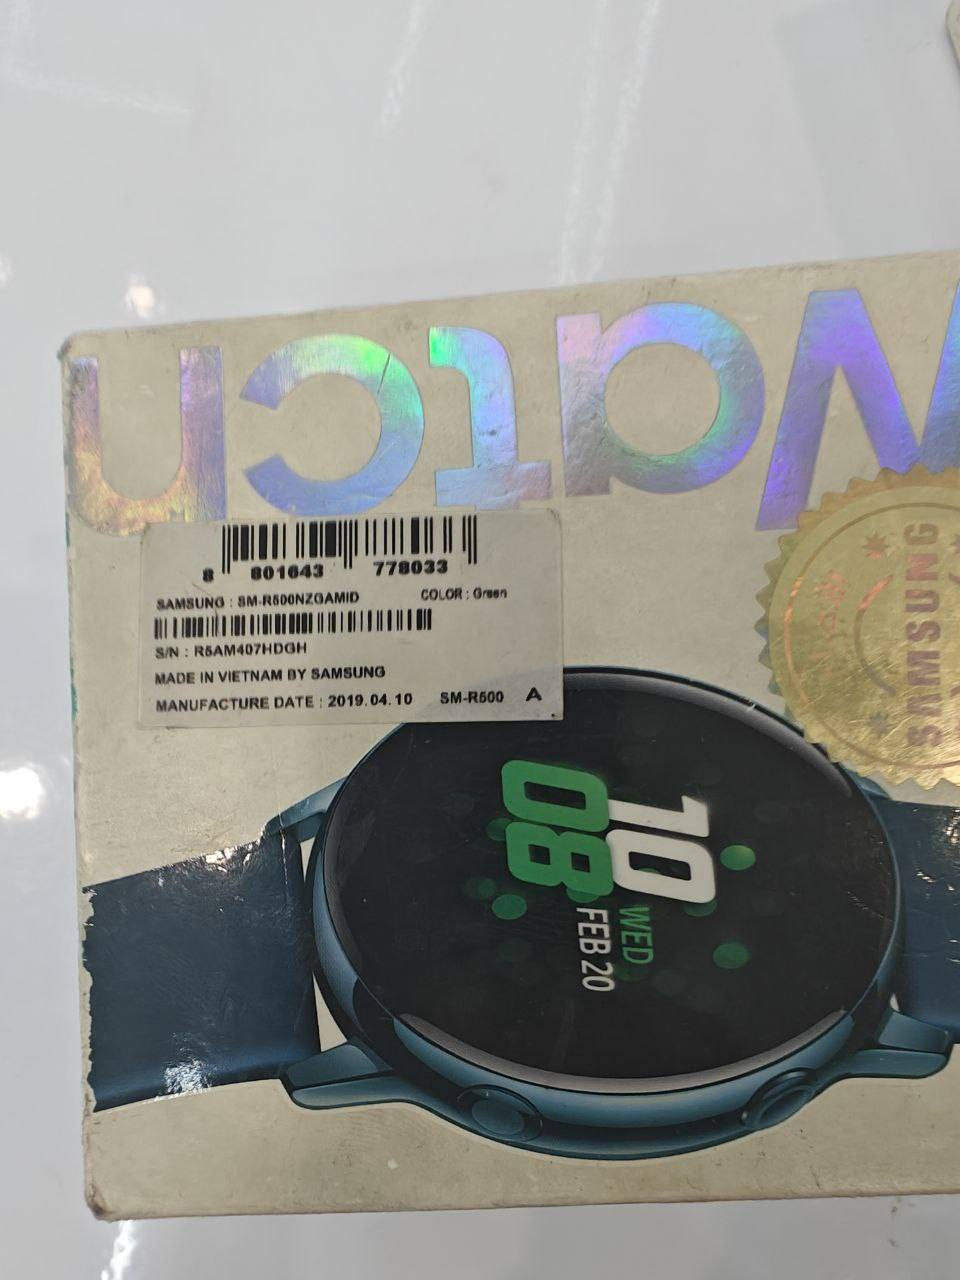 Watch
8 801643 778033
SAMSUNG : SM-R500NZGAMID COLOR : Green
S/N : R5AM407HDGH
MADE IN VIETNAM BY SAMSUNG
MANUFACTURE DATE : 2019.04.10 SM-R500 A
SAMSUNG
10
08
WED
FEB 20